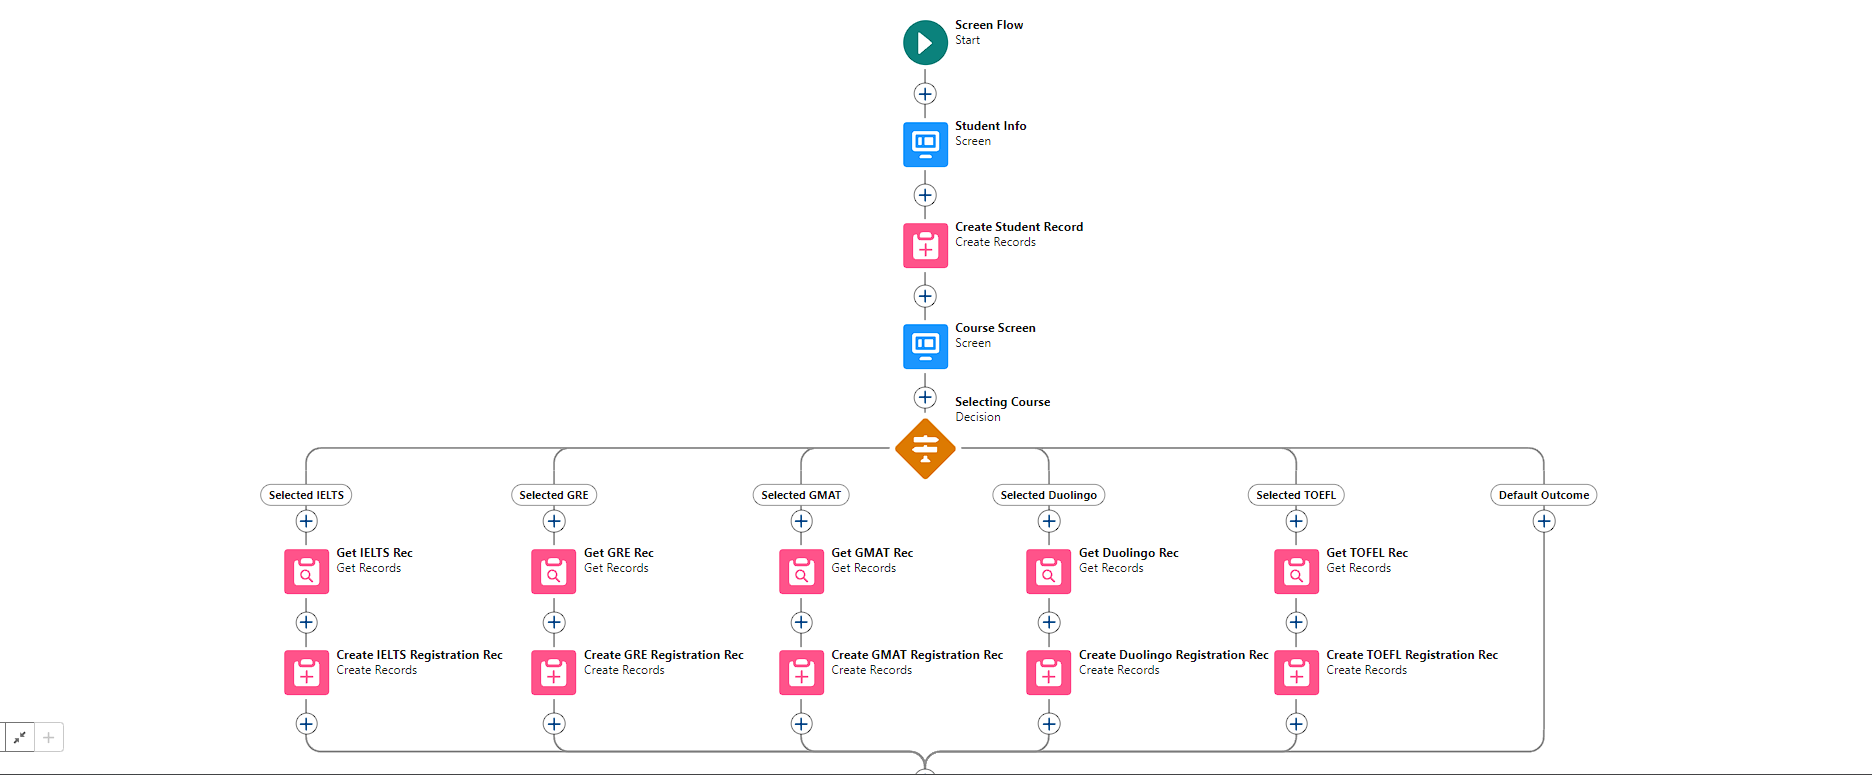 Screen Flow
Start
Student Info
Screen
Create Student Record
Create Records
Course Screen
Screen
Selecting Course
Decision
Selected IELTS
Selected GRE
Selected GMAT
Selected Duolingo
Selected TOEFL
Default Outcome
Get IELTS Rec
Get Records
Get GRE Rec
Get Records
Get GMAT Rec
Get Records
Get Duolingo Rec
Get Records
Get TOFEL Rec
Get Records
Create IELTS Registration Rec
Create Records
Create GRE Registration Rec
Create Records
Create GMAT Registration Rec
Create Records
Create Duolingo Registration Rec
Create Records
Create TOEFL Registration Rec
Create Records